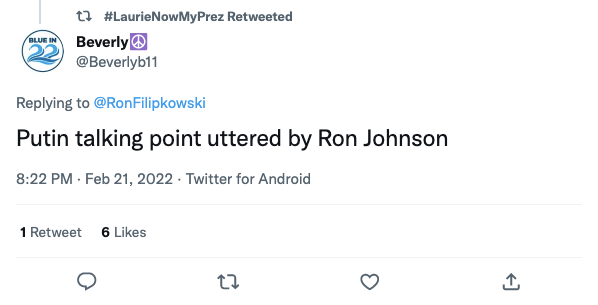 #LaurieNowMyPrez Retweeted
BLUE IN
22
Beverly☮
@Beverlyb11
Replying to @RonFilipkowski
Putin talking point uttered by Ron Johnson
8:22 PM · Feb 21, 2022 · Twitter for Android
1 Retweet 6 Likes